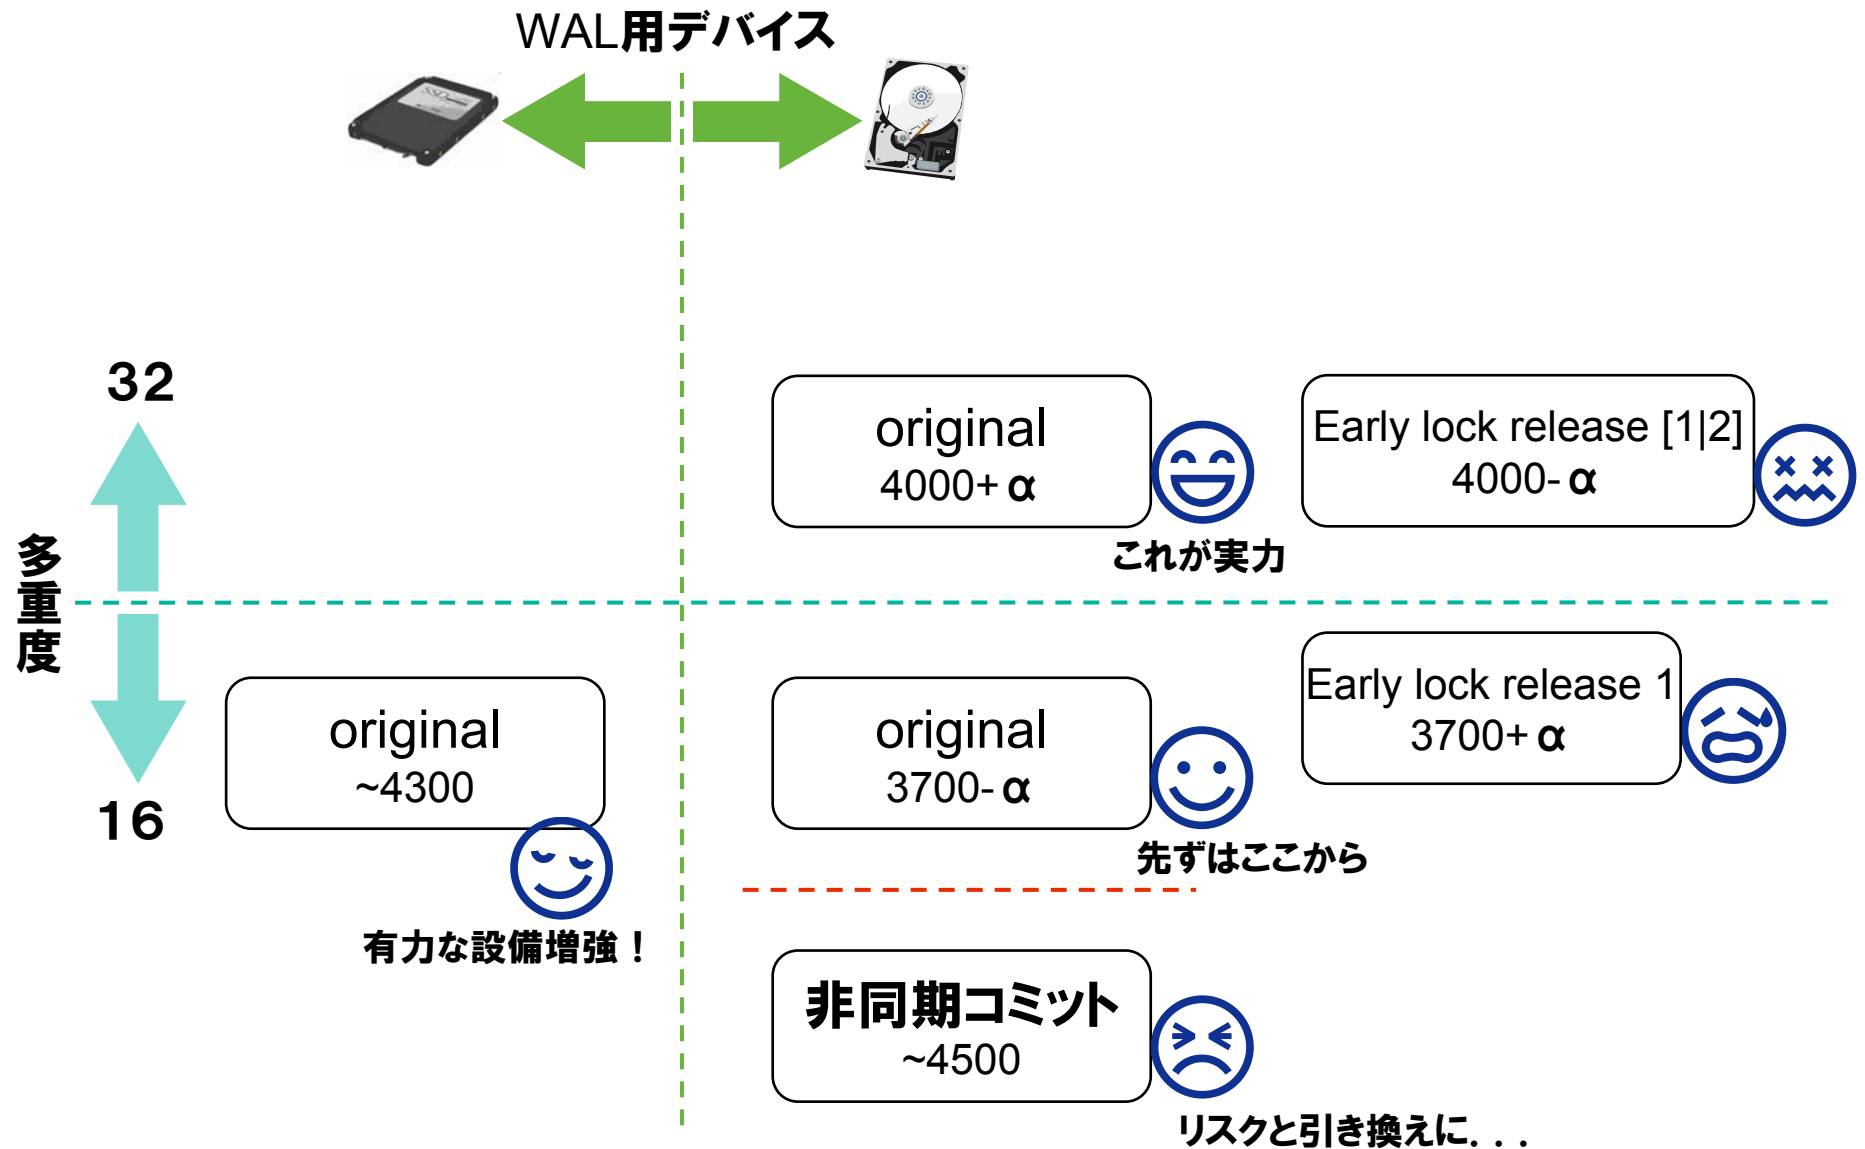 WAL用デバイス
SSD
32
original
4000+α
Early lock release [1|2]
4000-α
これが実力
多重度
Early lock release 1
3700+α
original
~4300
original
3700-α
16
先ずはここから
有力な設備増強！
非同期コミット
~4500
リスクと引き換えに...